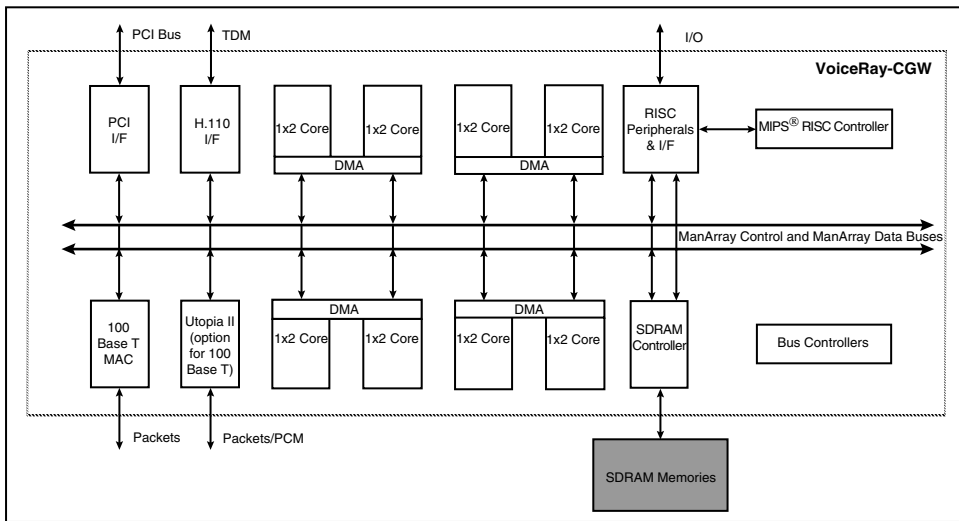 PCI Bus
TDM
I/O
VoiceRay-CGW
PCI
I/F
H.110
I/F
1x2 Core
1x2 Core
DMA
1x2 Core
1x2 Core
DMA
RISC
Peripherals
& I/F
MIPS® RISC Controller
ManArray Control and ManArray Data Buses
100
Base T
MAC
Utopia II
(option
for 100
Base T)
DMA
1x2 Core
1x2 Core
DMA
1x2 Core
1x2 Core
SDRAM
Controller
Bus Controllers
Packets
Packets/PCM
SDRAM Memories